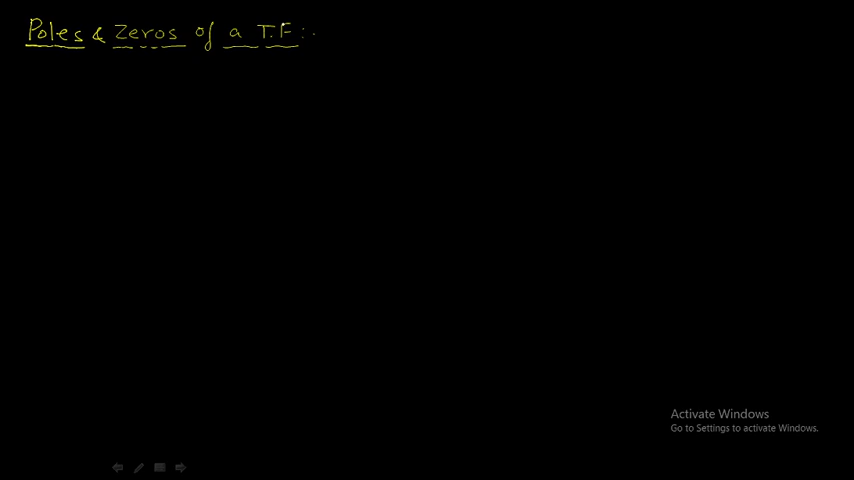 Poles & Zeros of a T.F:-
Activate Windows
Go to Settings to activate Windows.